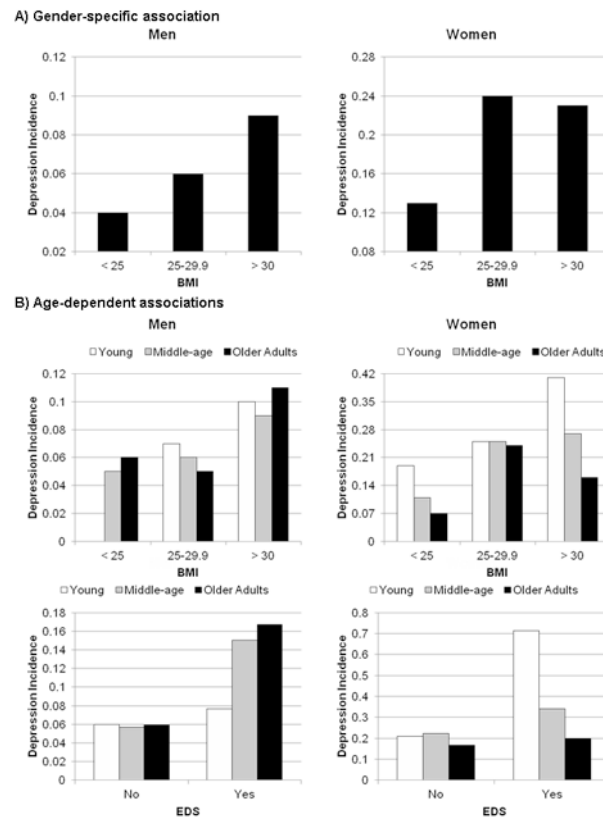 A) Gender-specific association
Men
Women
Depression Incidence
0.1
0.08
0.06
0.04
0.02
< 25
25-29.9
> 30
BMI
Depression Incidence
0.28
0.24
0.2
0.16
0.12
0.08
< 25
25-29.9
> 30
BMI
B) Age-dependent associations
Men
Women
Young Middle-age Older Adults
Depression Incidence
0.12
0.1
0.08
0.06
0.04
0.02
0
< 25
25-29.9
> 30
BMI
Young Middle-age Older Adults
Depression Incidence
0.42
0.35
0.28
0.21
0.14
0.07
0
< 25
25-29.9
> 30
BMI
Young Middle-age Older Adults
Depression Incidence
0.18
0.16
0.14
0.12
0.1
0.08
0.06
0.04
0.02
0
No
Yes
EDS
Young Middle-age Older Adults
Depression Incidence
0.8
0.7
0.6
0.5
0.4
0.3
0.2
0.1
0
No
Yes
EDS